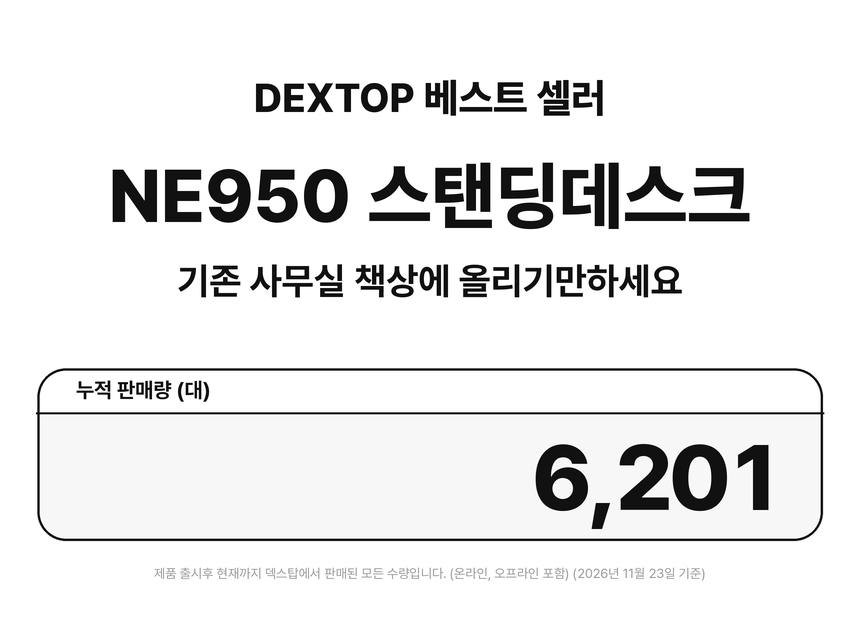 DEXTOP 베스트 셀러
NE950 스탠딩데스크
기존 사무실 책상에 올리기만하세요
누적 판매량 (대)
6,201
제품 출시후 현재까지 덱스탑에서 판매된 모든 수량입니다. (온라인, 오프라인 포함) (2026년 11월 23일 기준)